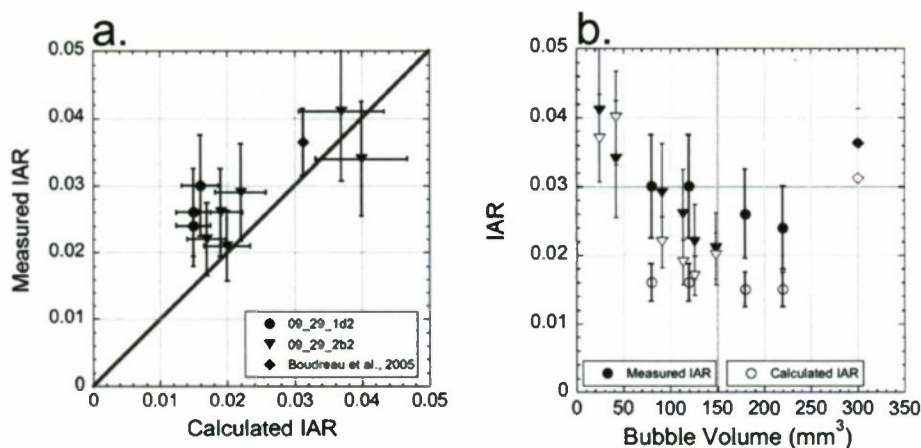 a.
0.05
0.04
0.03
0.02
0.01
0
Measured IAR
09_29_1d2
09_29_2b2
Boudreau et al., 2005
0 0.01 0.02 0.03 0.04 0.05
Calculated IAR
b.
0.05
0.04
0.03
0.02
0.01
0
IAR
Measured IAR Calculated IAR
0 50 100 150 200 250 300 350
Bubble Volume (mm³)